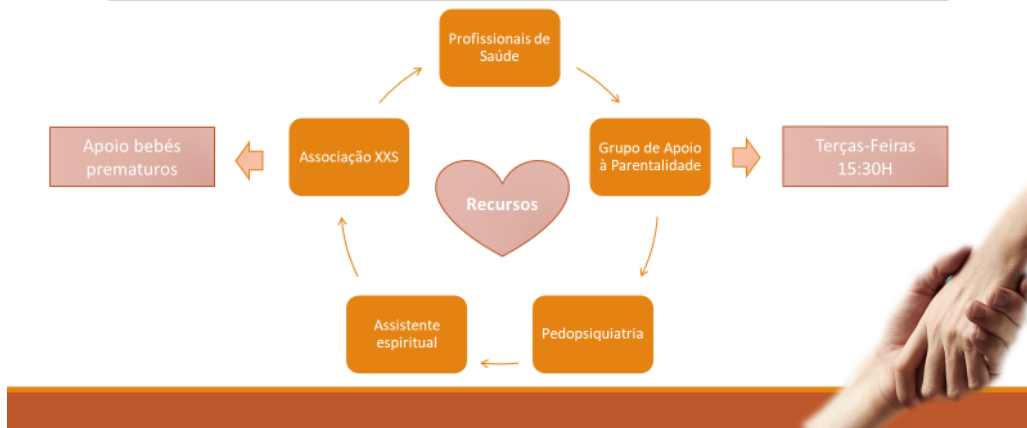 Profissionais de
Saúde
Apoio bebés
prematuros
Associação XXS
Grupo de Apoio
à Parentalidade
Terças-Feiras
15:30H
Recursos
Assistente
espiritual
Pedopsiquiatria